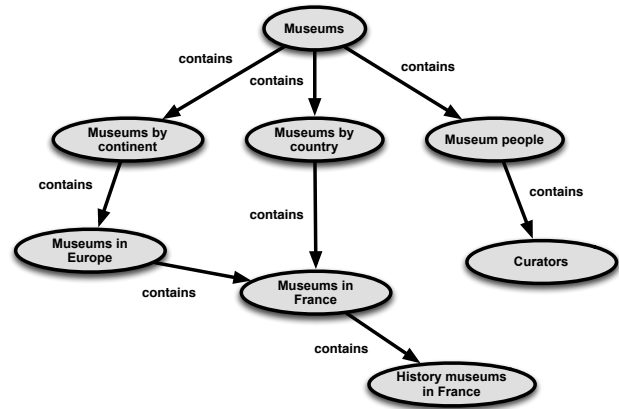 Museums
contains
contains
contains
Museums by
continent
Museums by
country
Museum people
contains
contains
contains
Museums in
Europe
Curators
contains
Museums in
France
contains
History museums
in France